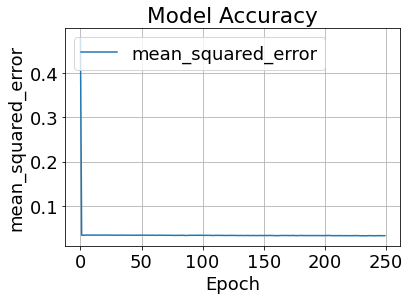 Model Accuracy
mean_squared_error
mean_squared_error
0.4
0.3
0.2
0.1
0 50 100 150 200 250
Epoch